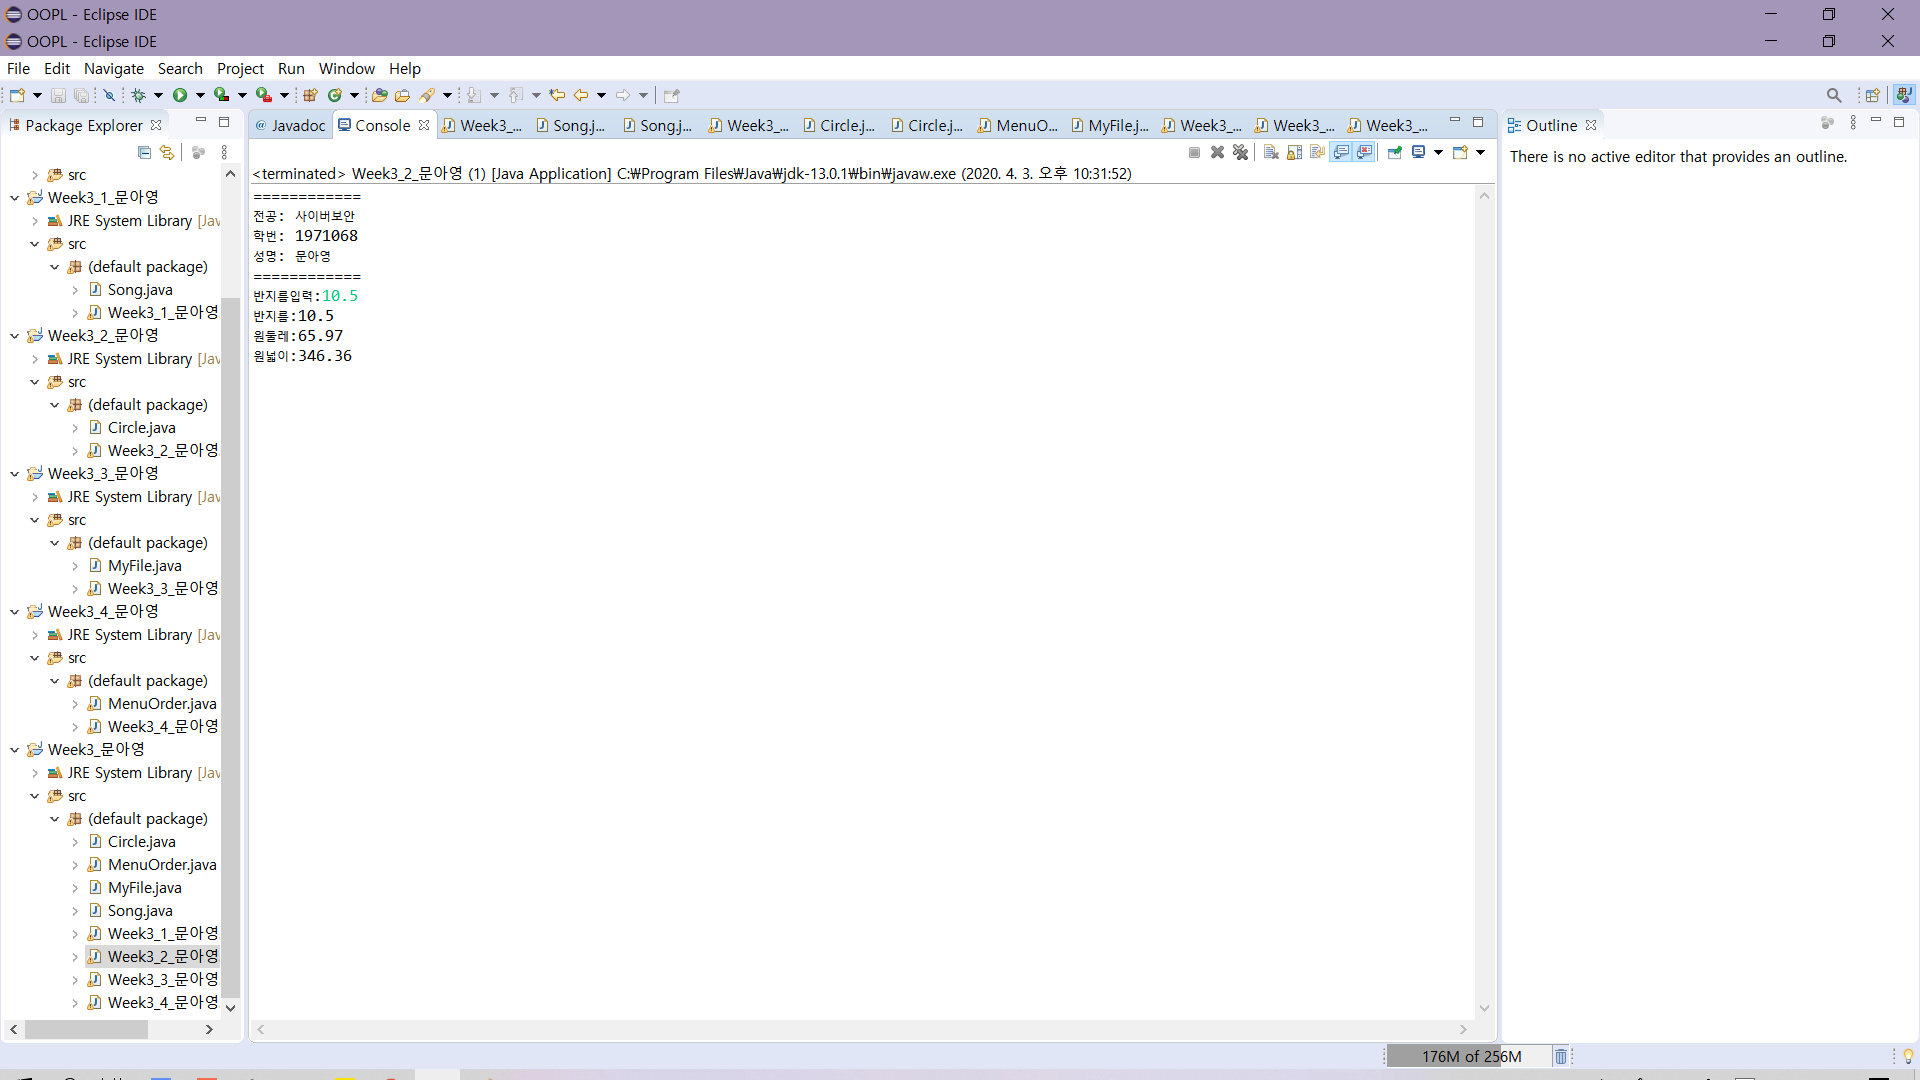 OOPL - Eclipse IDE
OOPL - Eclipse IDE
File Edit Navigate Search Project Run Window Help
Package Explorer
src
Week3_1_문아영
JRE System Library [Jav
src
(default package)
Song.java
Week3_1_문아영
Week3_2_문아영
JRE System Library [Jav
src
(default package)
Circle.java
Week3_2_문아영
Week3_3_문아영
JRE System Library [Jav
src
(default package)
MyFile.java
Week3_3_문아영
Week3_4_문아영
JRE System Library [Jav
src
(default package)
MenuOrder.java
Week3_4_문아영
Week3_문아영
JRE System Library [Jav
src
(default package)
Circle.java
MenuOrder.java
MyFile.java
Song.java
Week3_1_문아영
Week3_2_문아영
Week3_3_문아영
Week3_4_문아영
@ Javadoc Console Week3_... Song.j... Song.j... Week3_... Circle.j... Circle.j... MenuO... MyFile.j... Week3_... Week3_... Week3_...
<terminated> Week3_2_문아영 (1) [Java Application] C:₩Program Files₩Java₩jdk-13.0.1₩bin₩javaw.exe (2020. 4. 3. 오후 10:31:52)
============
전공: 사이버보안
학번: 1971068
성명: 문아영
============
반지름입력:10.5
반지름:10.5
원둘레:65.97
원넓이:346.36
Outline
There is no active editor that provides an outline.
176M of 256M